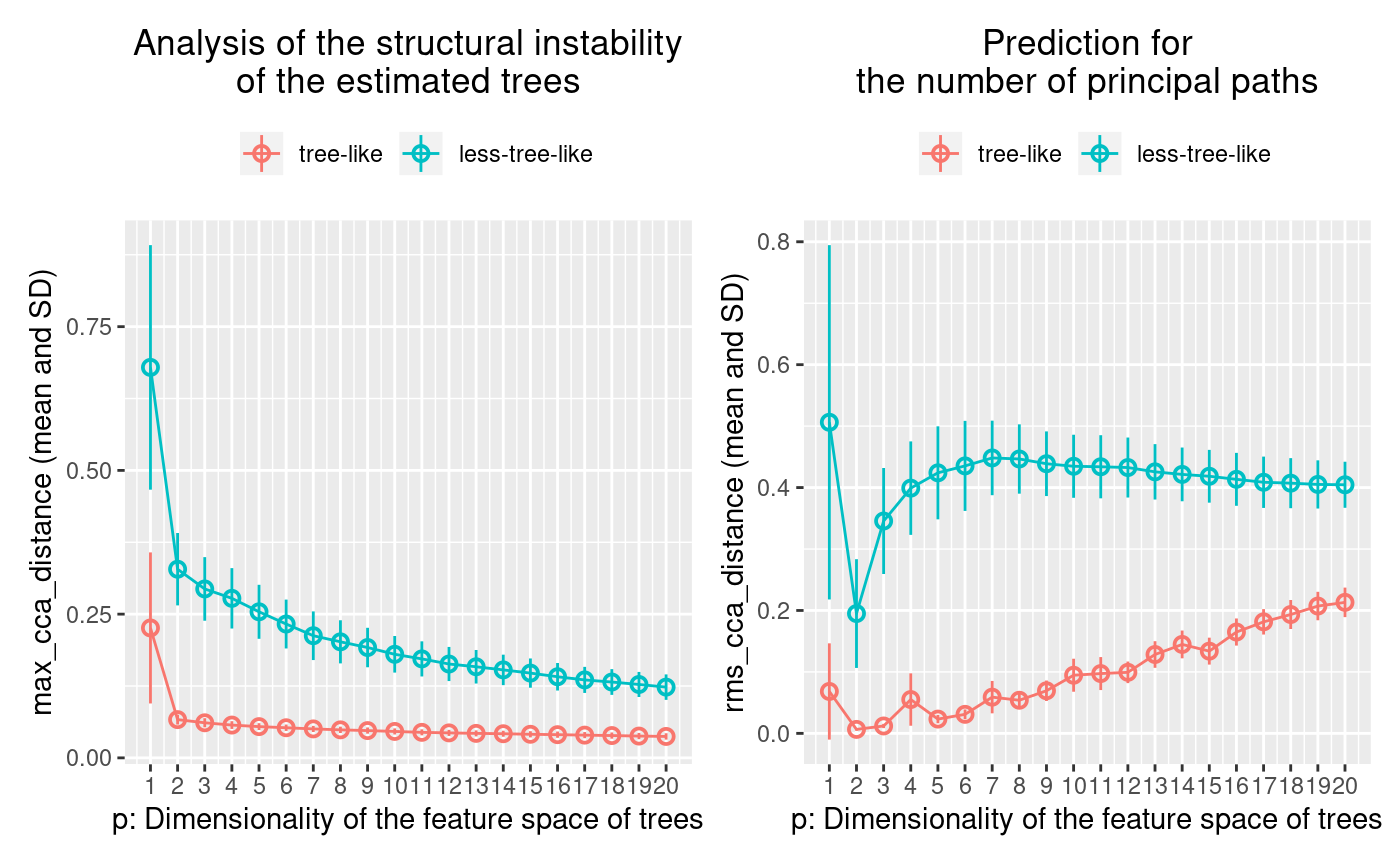 Analysis of the structural instability
of the estimated trees
tree-like less-tree-like
max_cca_distance (mean and SD)
0.75
0.50
0.25
0.00
1 2 3 4 5 6 7 8 9 10 11 12 13 14 15 16 17 18 19 20
p: Dimensionality of the feature space of trees
Prediction for
the number of principal paths
tree-like less-tree-like
rms_cca_distance (mean and SD)
0.8
0.6
0.4
0.2
0.0
1 2 3 4 5 6 7 8 9 10 11 12 13 14 15 16 17 18 19 20
p: Dimensionality of the feature space of trees